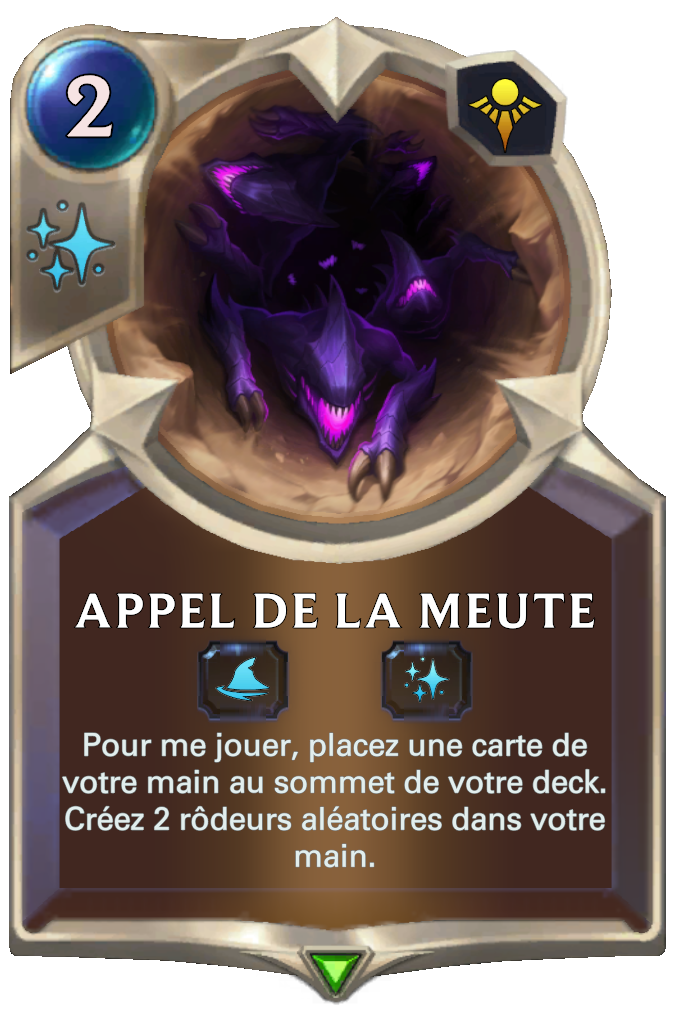 2
APPEL DE LA MEUTE
Pour me jouer, placez une carte de
votre main au sommet de votre deck.
Créez 2 rôdeurs aléatoires dans votre
main.